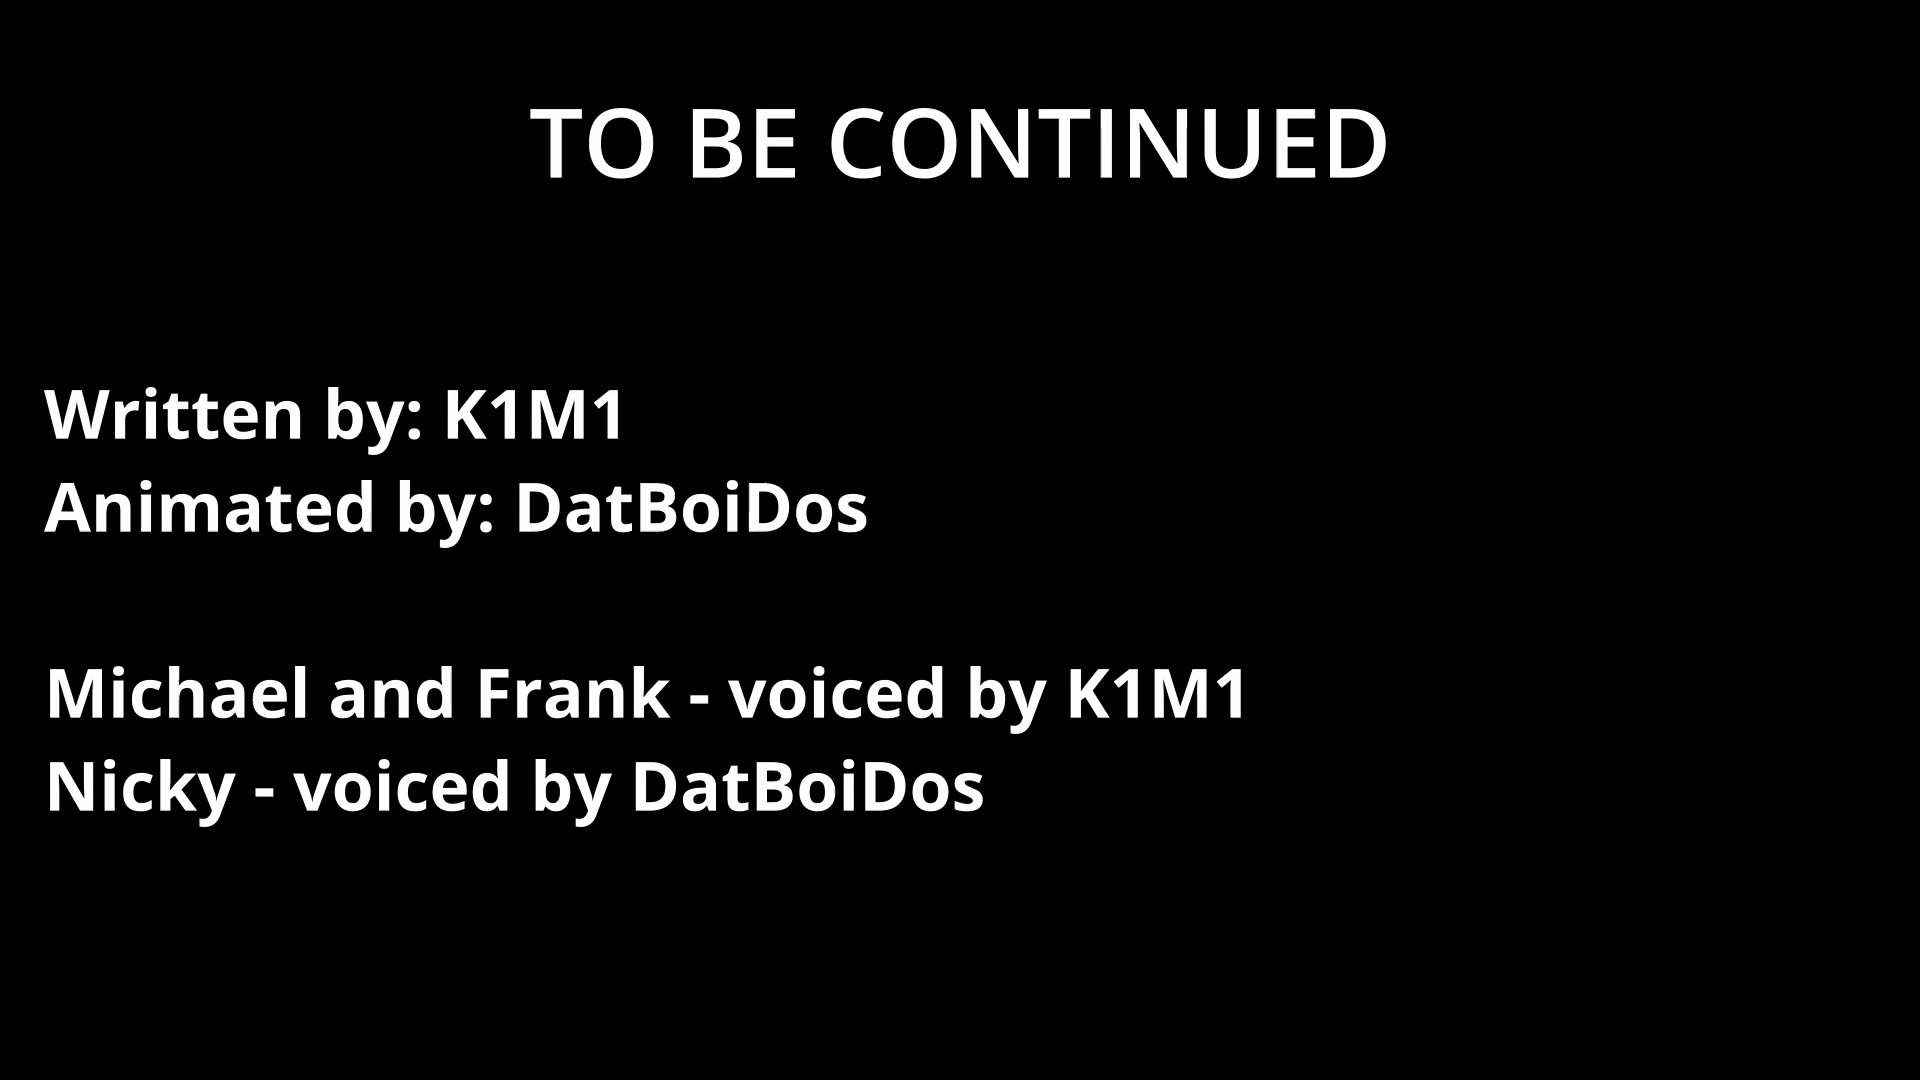 TO BE CONTINUED
Written by: K1M1
Animated by: DatBoiDos
Michael and Frank - voiced by K1M1
Nicky - voiced by DatBoiDos